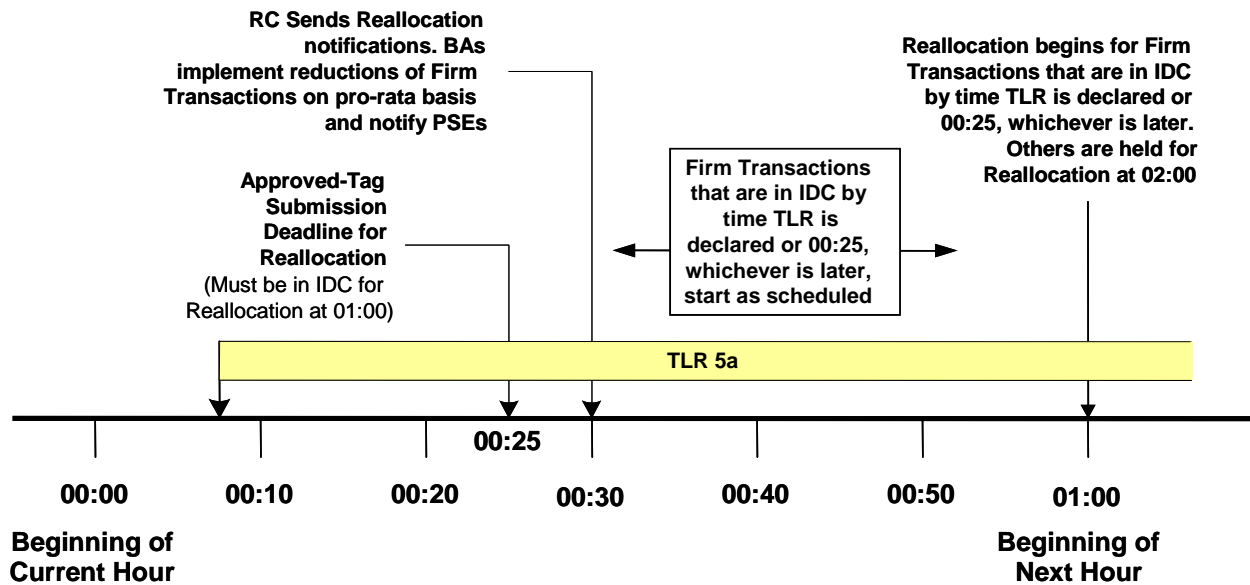 RC Sends Reallocation
notifications. BAs
implement reductions of Firm
Transactions on pro-rata basis
and notify PSEs
Reallocation begins for Firm
Transactions that are in IDC
by time TLR is declared or
00:25, whichever is later.
Others are held for
Reallocation at 02:00
Approved-Tag
Submission
Deadline for
Reallocation
(Must be in IDC for
Reallocation at 01:00)
Firm Transactions
that are in IDC by
time TLR is
declared or 00:25,
whichever is later,
start as scheduled
TLR 5a
00:25
00:00
00:10
00:20
00:30
00:40
00:50
01:00
Beginning of
Current Hour
Beginning of
Next Hour